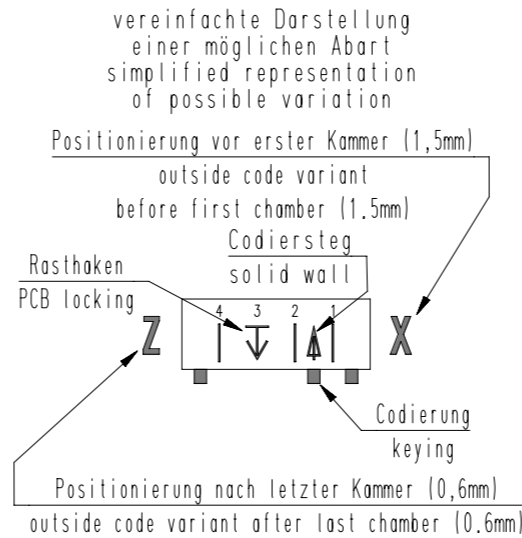 vereinfachte Darstellung
einer möglichen Abart
simplified representation
of possible variation
Positionierung vor erster Kammer (1,5mm)
outside code variant
before first chamber (1.5mm)
Codiersteg
solid wall
Rasthaken
PCB locking
4 3 2 1
Z X
Codierung
keying
Positionierung nach letzter Kammer (0,6mm)
outside code variant after last chamber (0.6mm)